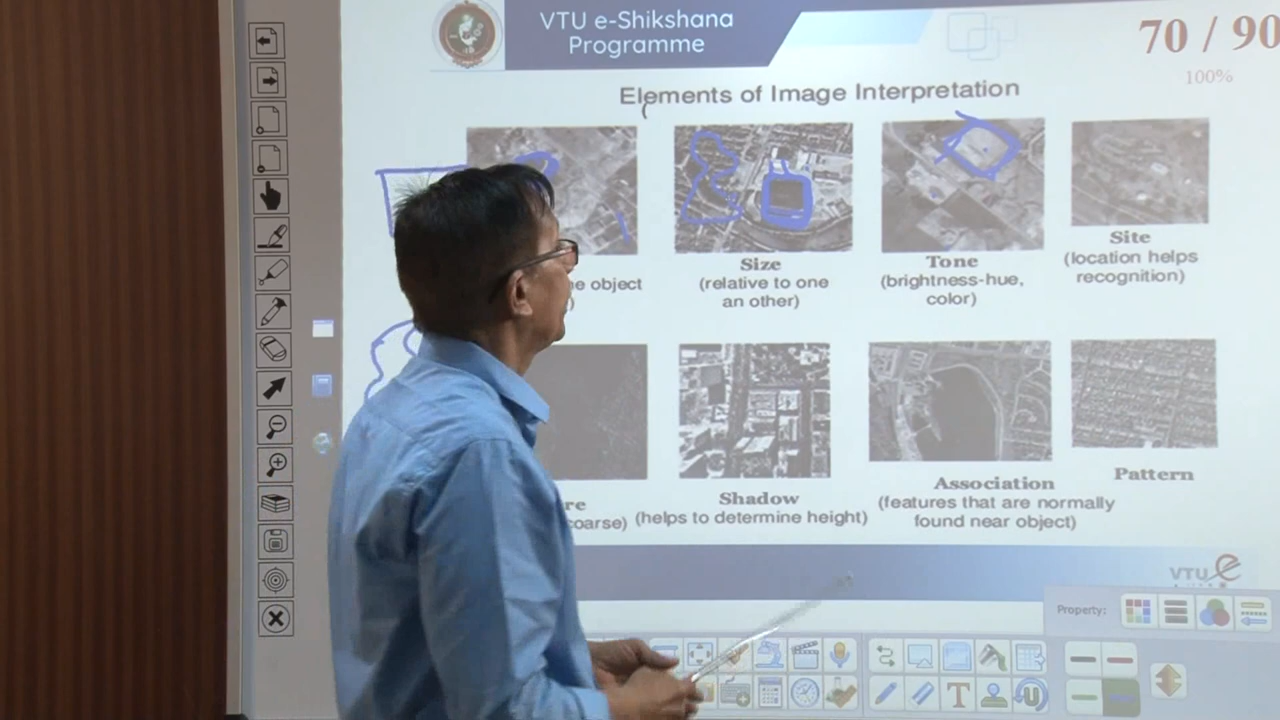 VTU e-Shikshana
Programme
70 / 90
100%
Elements of Image Interpretation
object
Size
(relative to one
an other)
Tone
(brightness-hue,
color)
Site
(location helps
recognition)
coarse)
Shadow
(helps to determine height)
Association
(features that are normally
found near object)
Pattern
VTU e
Property: